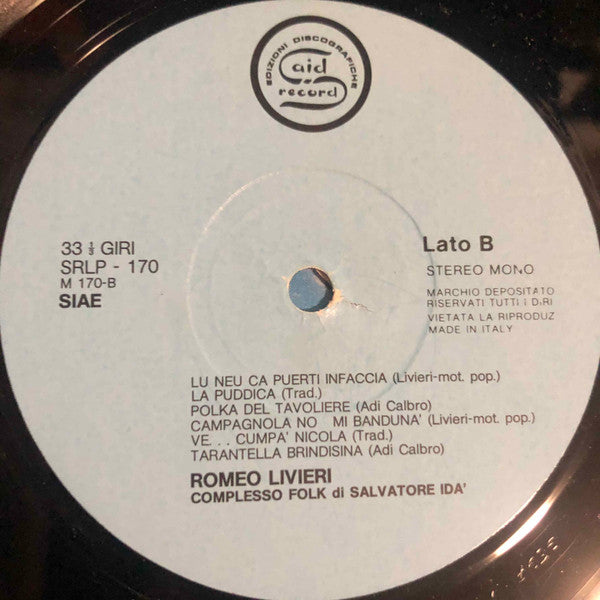 EDIZIONI DISCOGRAFICHE
Said
record
33 ⅓ GIRI
SRLP - 170
M 170-B
SIAE
Lato B
STEREO MONO
MARCHIO DEPOSITATO
RISERVATI TUTTI I DIRI
VIETATA LA RIPRODUZ
MADE IN ITALY
LU NEU CA PUERTI INFACCIA (Livieri-mot. pop.)
LA PUDDICA (Trad.)
POLKA DEL TAVOLIERE (Adi Calbro)
CAMPAGNOLA NO MI BANDUNA' (Livieri-mot. pop.)
VE. . . CUMPA' NICOLA (Trad.)
TARANTELLA BRINDISINA (Adi Calbro)
ROMEO LIVIERI
COMPLESSO FOLK di SALVATORE IDA'